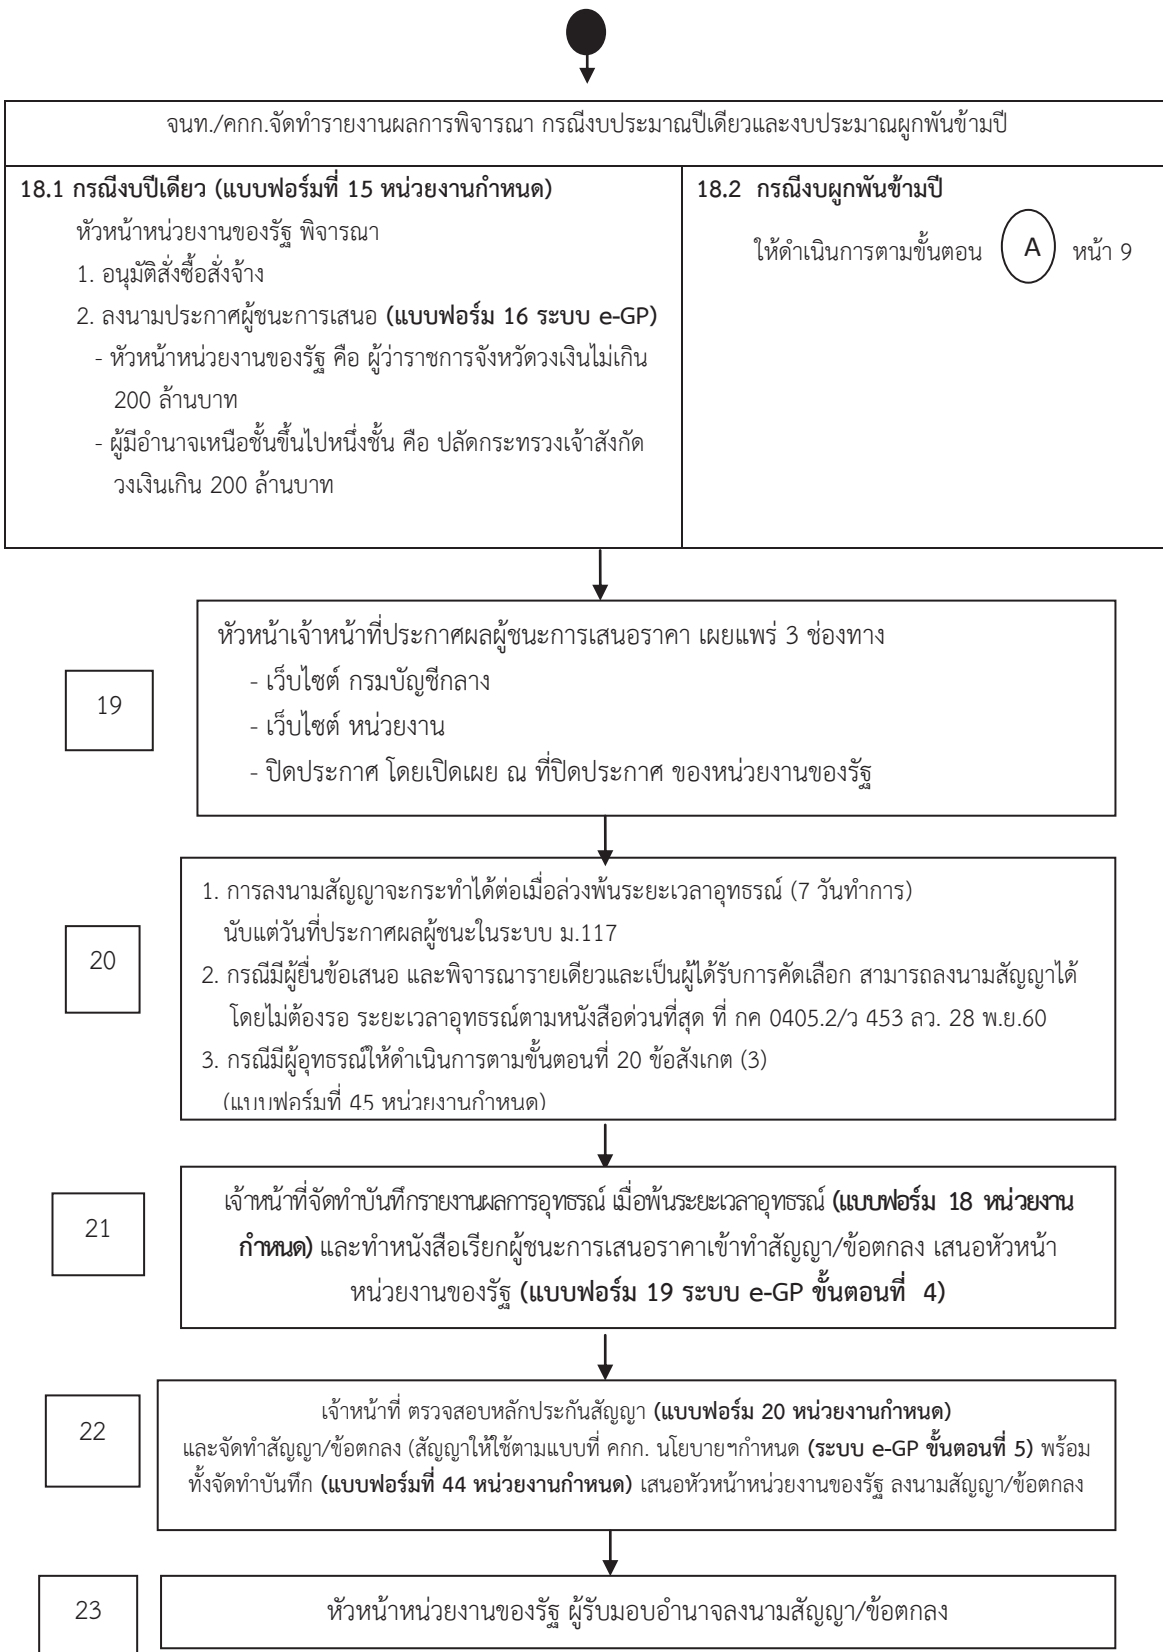 จนท./คกก.จัดทำรายงานผลการพิจารณา กรณีงบประมาณปีเดียวและงบประมาณผูกพันข้ามปี
18.1 กรณีงบปีเดียว (แบบฟอร์มที่ 15 หน่วยงานกำหนด)
หัวหน้าหน่วยงานของรัฐ พิจารณา
1. อนุมัติสั่งซื้อสั่งจ้าง
2. ลงนามประกาศผู้ชนะการเสนอ (แบบฟอร์ม 16 ระบบ e-GP)
- หัวหน้าหน่วยงานของรัฐ คือ ผู้ว่าราชการจังหวัดวงเงินไม่เกิน
200 ล้านบาท
- ผู้มีอำนาจเหนือชั้นขึ้นไปหนึ่งชั้น คือ ปลัดกระทรวงเจ้าสังกัด
วงเงินเกิน 200 ล้านบาท
18.2 กรณีงบผูกพันข้ามปี
ให้ดำเนินการตามขั้นตอน A หน้า 9
19
หัวหน้าเจ้าหน้าที่ประกาศผลผู้ชนะการเสนอราคา เผยแพร่ 3 ช่องทาง
- เว็บไซต์ กรมบัญชีกลาง
- เว็บไซต์ หน่วยงาน
- ปิดประกาศ โดยเปิดเผย ณ ที่ปิดประกาศ ของหน่วยงานของรัฐ
20
1. การลงนามสัญญาจะกระทำได้ต่อเมื่อล่วงพ้นระยะเวลาอุทธรณ์ (7 วันทำการ)
นับแต่วันที่ประกาศผลผู้ชนะในระบบ ม.117
2. กรณีมีผู้ยื่นข้อเสนอ และพิจารณารายเดียวและเป็นผู้ได้รับการคัดเลือก สามารถลงนามสัญญาได้
โดยไม่ต้องรอ ระยะเวลาอุทธรณ์ตามหนังสือด่วนที่สุด ที่ กค 0405.2/ว 453 ลว. 28 พ.ย.60
3. กรณีมีผู้อุทธรณ์ให้ดำเนินการตามขั้นตอนที่ 20 ข้อสังเกต (3)
(แบบฟอร์มที่ 45 หน่วยงานกำหนด)
21
เจ้าหน้าที่จัดทำบันทึกรายงานผลการอุทธรณ์ เมื่อพ้นระยะเวลาอุทธรณ์ (แบบฟอร์ม 18 หน่วยงาน
กำหนด) และทำหนังสือเรียกผู้ชนะการเสนอราคาเข้าทำสัญญา/ข้อตกลง เสนอหัวหน้า
หน่วยงานของรัฐ (แบบฟอร์ม 19 ระบบ e-GP ขั้นตอนที่ 4)
22
เจ้าหน้าที่ ตรวจสอบหลักประกันสัญญา (แบบฟอร์ม 20 หน่วยงานกำหนด)
และจัดทำสัญญา/ข้อตกลง (สัญญาให้ใช้ตามแบบที่ คกก. นโยบายฯกำหนด (ระบบ e-GP ขั้นตอนที่ 5) พร้อม
ทั้งจัดทำบันทึก (แบบฟอร์มที่ 44 หน่วยงานกำหนด) เสนอหัวหน้าหน่วยงานของรัฐ ลงนามสัญญา/ข้อตกลง
23
หัวหน้าหน่วยงานของรัฐ ผู้รับมอบอำนาจลงนามสัญญา/ข้อตกลง